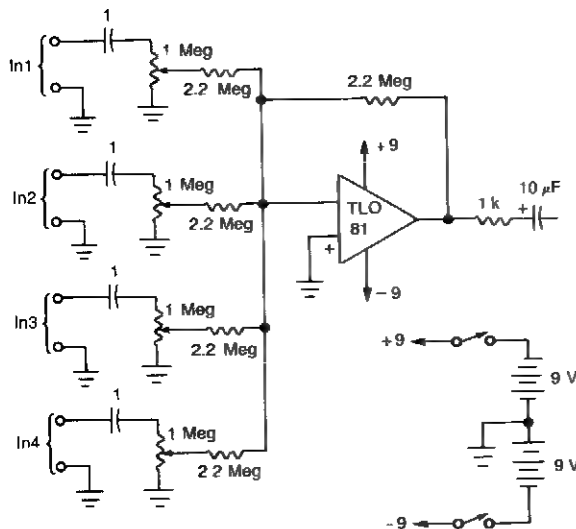 1
1 Meg
In1
2.2 Meg
2.2 Meg
+9
1
1 Meg
In2
2.2 Meg
TLO
81
+
-9
1 k
+
10 µF
1
1 Meg
In3
2.2 Meg
+9
9 V
1
1 Meg
In4
2.2 Meg
9 V
-9